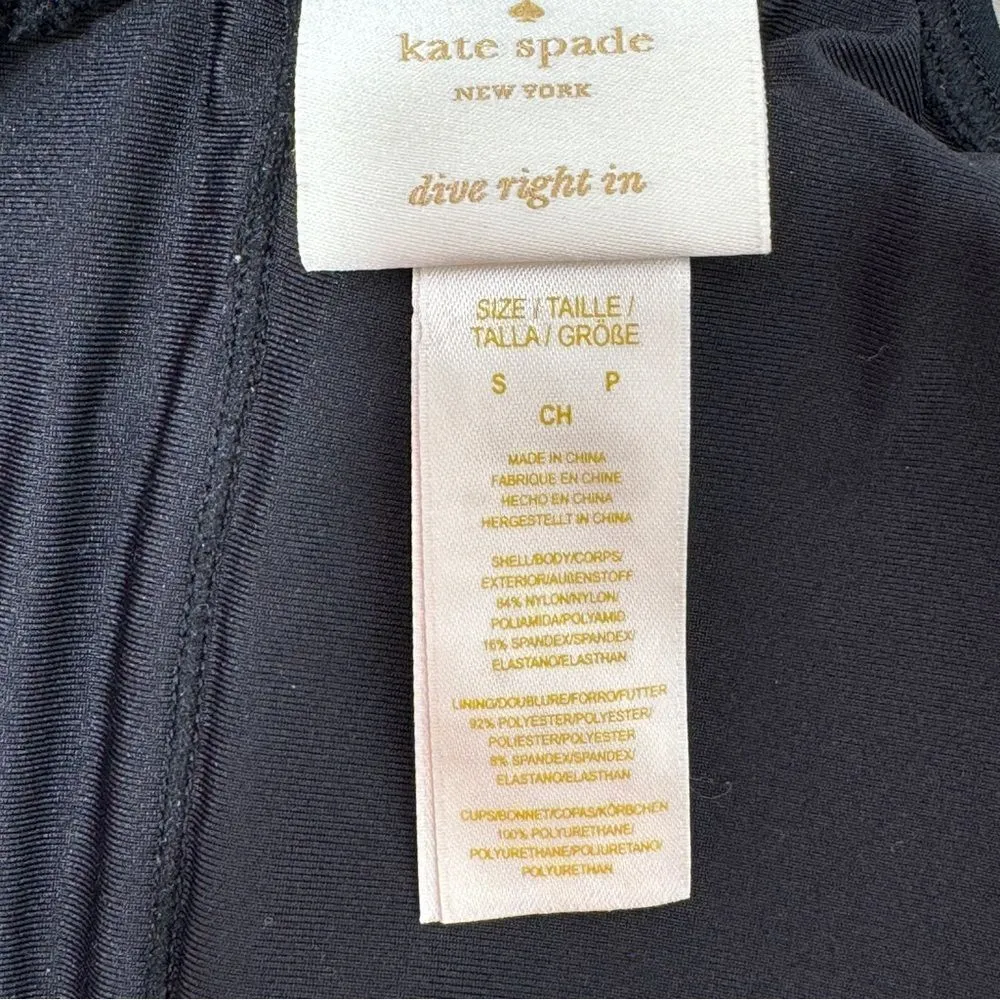 kate spade
NEW YORK
dive right in
SIZE / TAILLE /
TALLA / GRÖßE
S P
CH
MADE IN CHINA
FABRIQUE EN CHINE
HECHO EN CHINA
HERGESTELLT IN CHINA
SHELL/BODY/CORPS/
EXTERIOR/AUßENSTOFF
84% NYLON/NYLON/
POLIAMIDA/POLYAMID
16% SPANDEX/SPANDEX/
ELASTANO/ELASTHAN
LINING/DOUBLURE/FORRO/FUTTER
92% POLYESTER/POLYESTER/
POLIESTER/POLYESTER
8% SPANDEX/SPANDEX/
ELASTANO/ELASTHAN
CUPS/BONNET/COPAS/KÖRBCHEN
100% POLYURETHANE/
POLYURETHANE/POLIURETANO/
POLYURETHAN